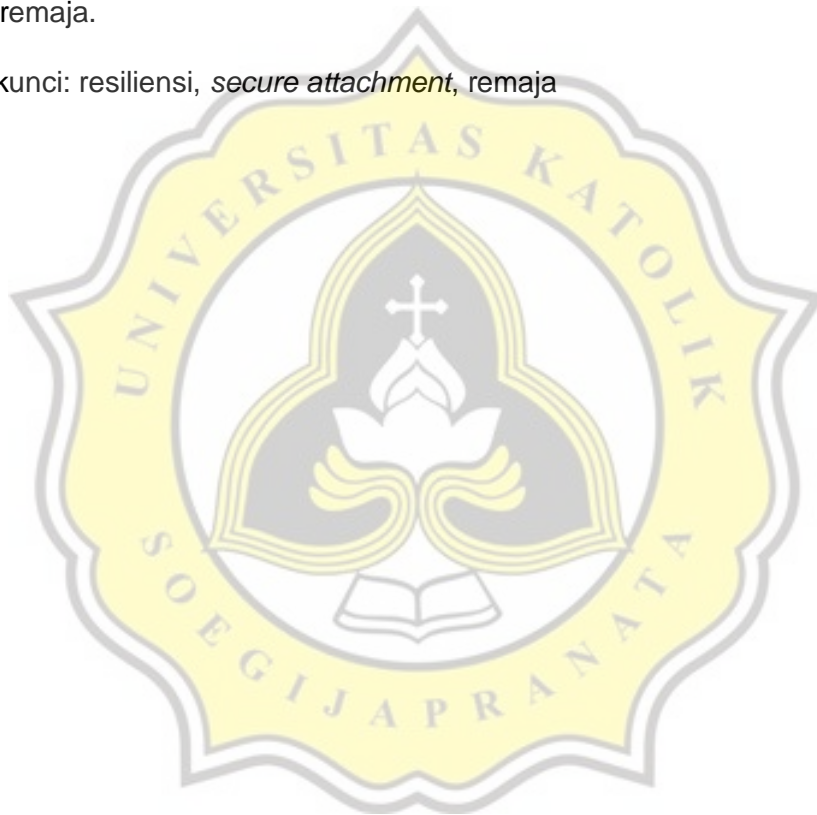 remaja.
kunci: resiliensi, secure attachment, remaja
UNIVERSITAS KATOLIK
SOEGIJAPRANATA